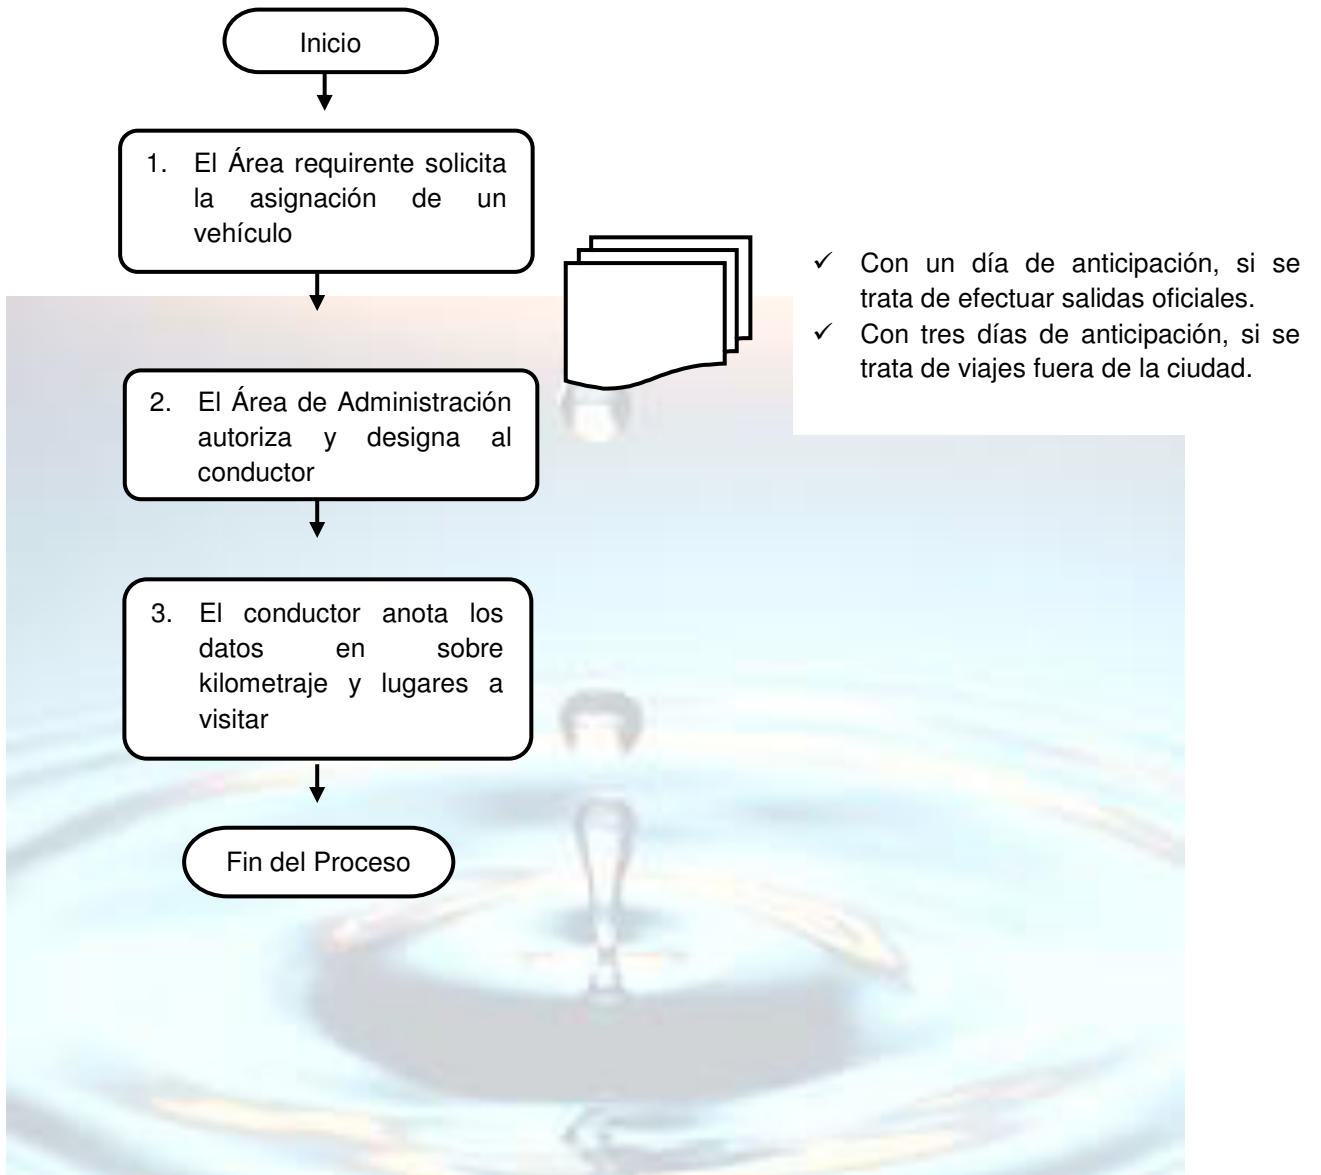 Inicio
1. El Área requirente solicita
la asignación de un
vehículo
✓ Con un día de anticipación, si se
trata de efectuar salidas oficiales.
✓ Con tres días de anticipación, si se
trata de viajes fuera de la ciudad.
2. El Área de Administración
autoriza y designa al
conductor
3. El conductor anota los
datos en sobre
kilometraje y lugares a
visitar
Fin del Proceso